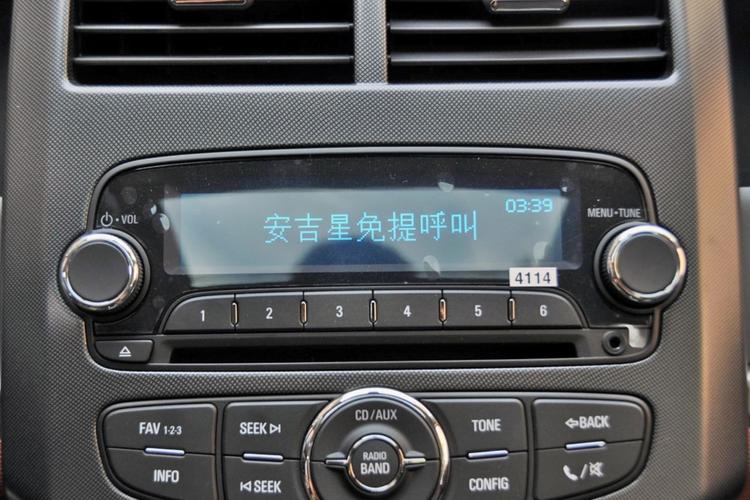 03:39
安吉星免提呼叫
VOL
MENU•TUNE
4114
1 2 3 4 5 6
FAV 1-2-3
SEEK
CD/AUX
TONE
BACK
RADIO
BAND
INFO
SEEK
CONFIG